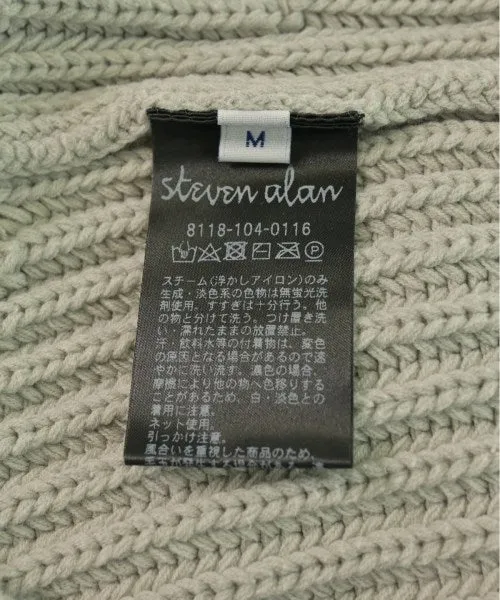 M
steven alan
8118-104-0116
スチーム(浮かしアイロン)のみ
生成・淡色系の色物は無蛍光洗
剤使用。すすぎは十分行う。他
の物と分けて洗う。つけ置き洗
い、濡れたままの放置禁止。
汗・飲料水等の付着物は、変色
の原因となる場合があるので速
やかに洗い流す。濃色の場合、
摩擦により他の物へ色移りする
ことがあるため、白・淡色との
着用に注意。
ネット使用。
引っかけ注意。
風合いを重視した商品のため、